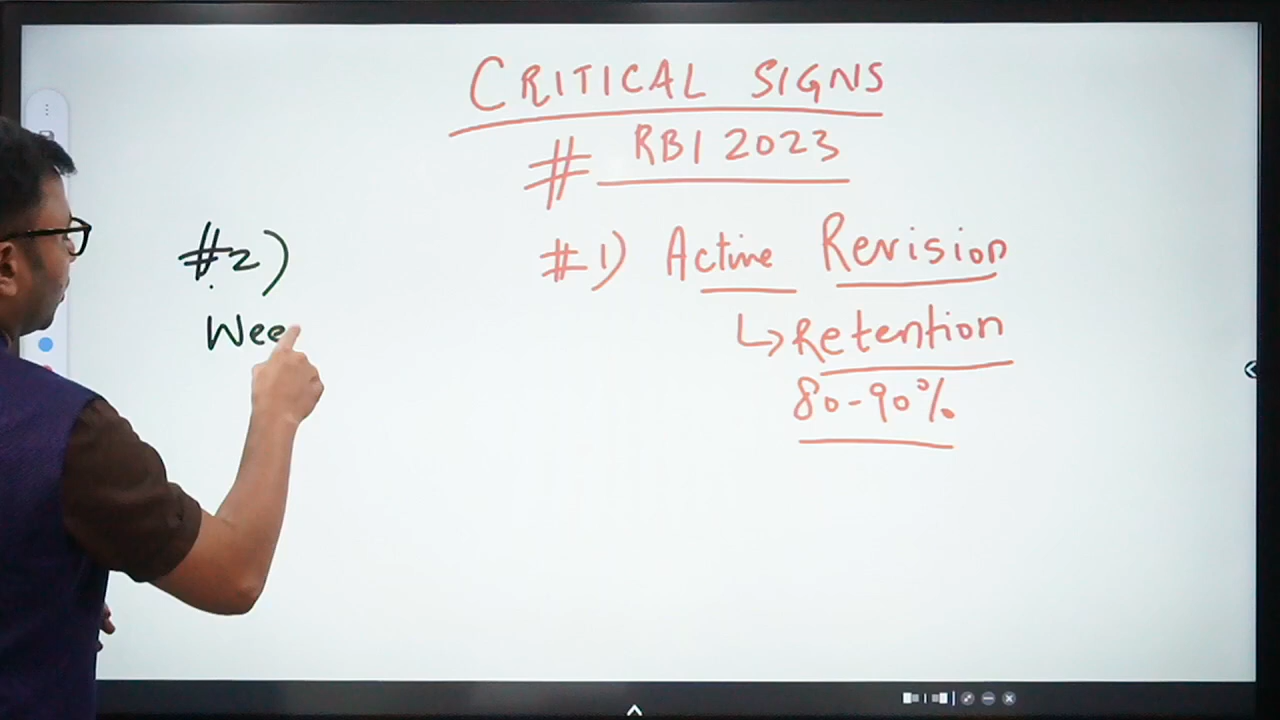 CRITICAL SIGNS
# RBI 2023
#1) Active Revision
↳ Retention
80-90%
#2)
Wee